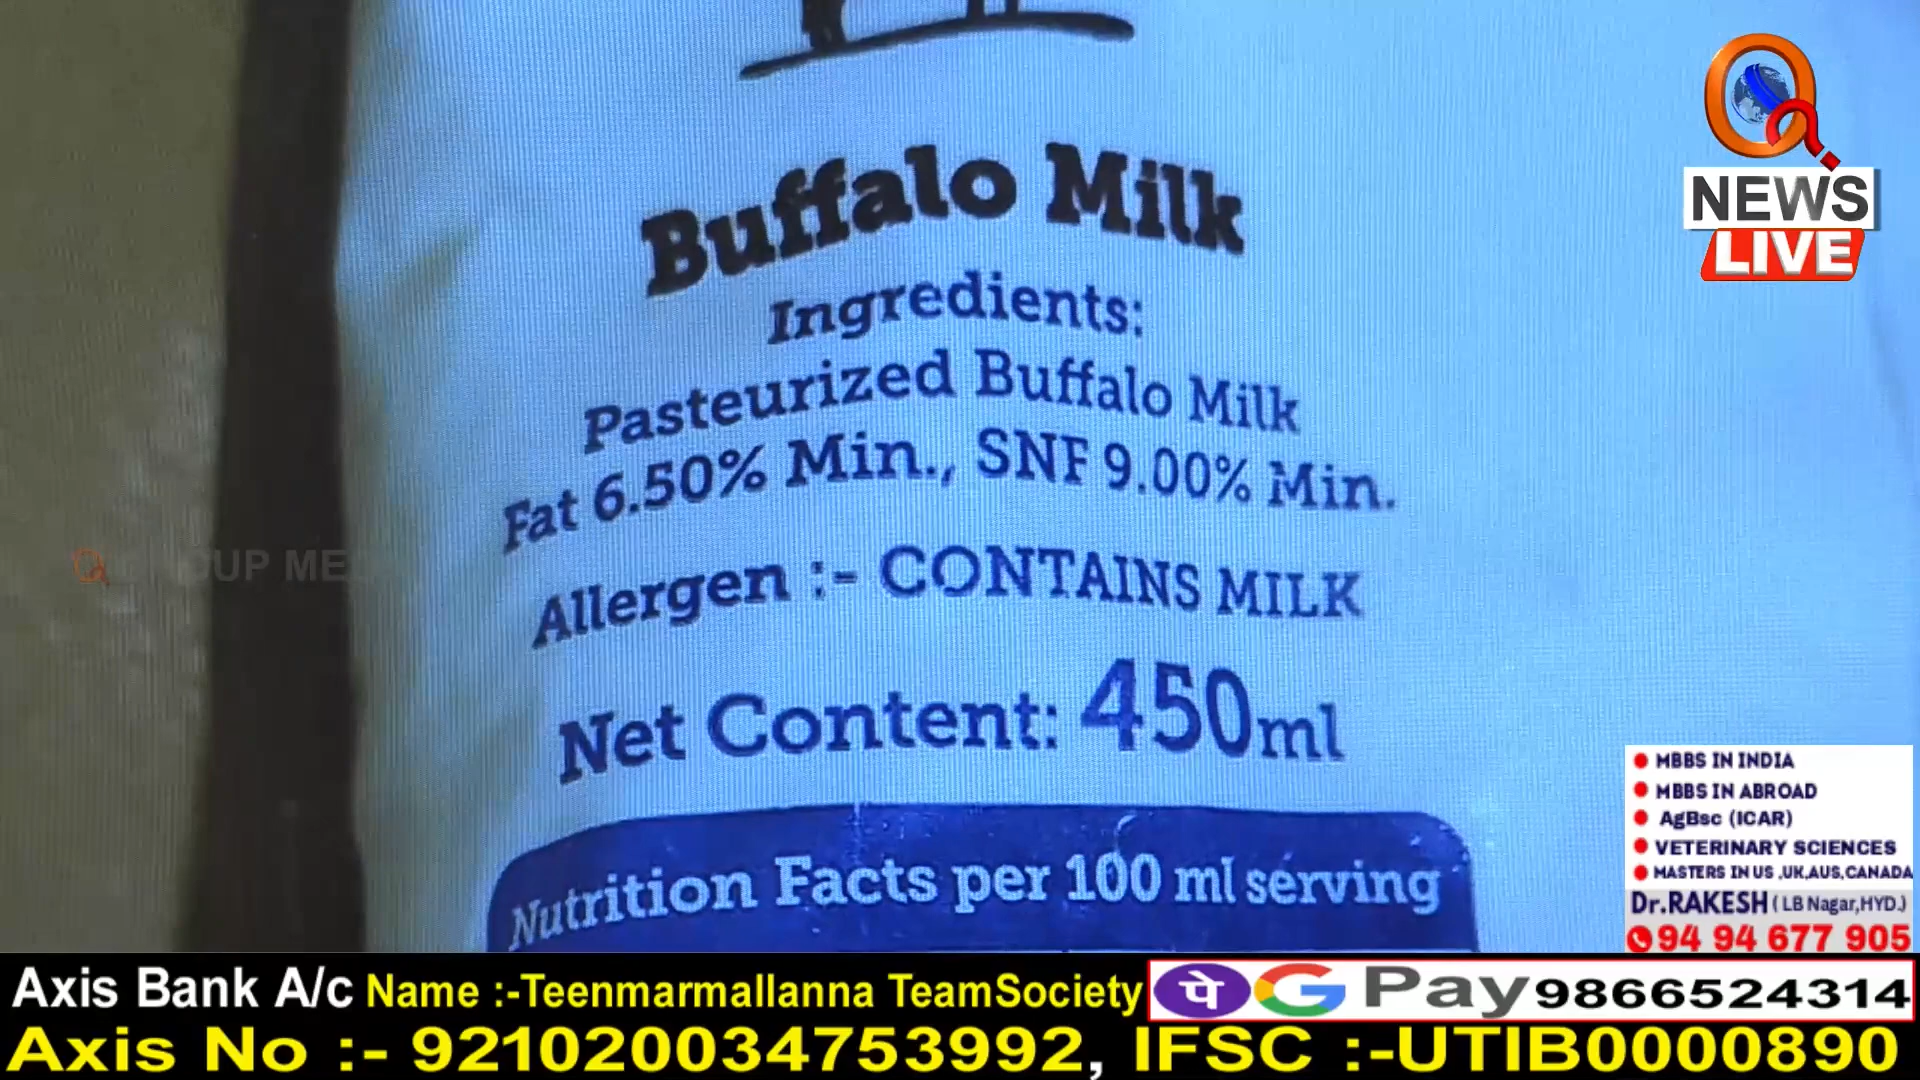 Buffalo Milk
Ingredients:
Pasteurized Buffalo Milk
Fat 6.50% Min., SNF 9.00% Min.
Allergen :- CONTAINS MILK
Net Content: 450ml
Nutrition Facts per 100 ml serving
Q
NEWS
LIVE
• MBBS IN INDIA
• MBBS IN ABROAD
• AgBsc (ICAR)
• VETERINARY SCIENCES
• MASTERS IN US ,UK,AUS,CANADA
Dr.RAKESH ( LB Nagar,HYD.)
94 94 677 905
Axis Bank A/c Name :-Teenmarmallanna TeamSociety पे G Pay 9866524314
Axis No :- 921020034753992, IFSC :-UTIB0000890